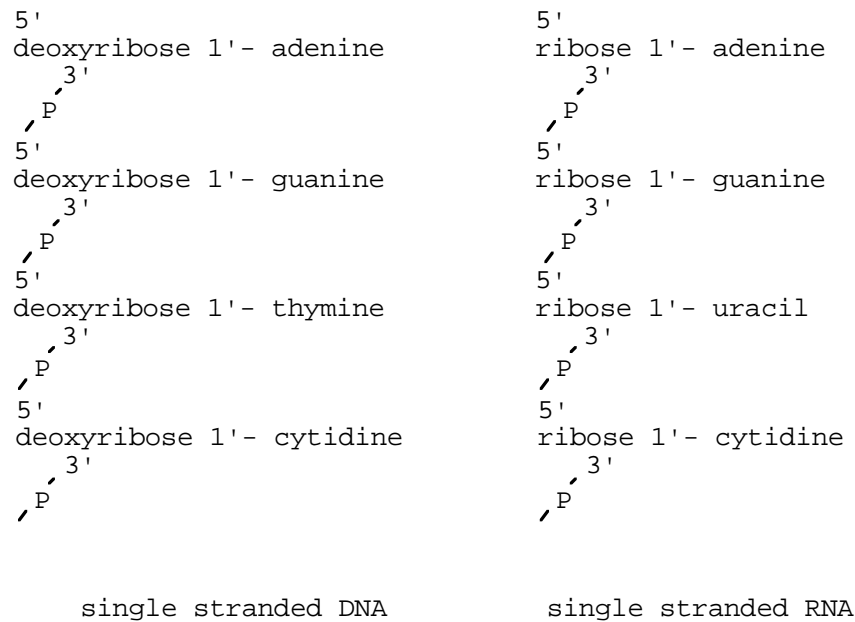 5' 5'
deoxyribose 1'- adenine ribose 1'- adenine
3' 3'
P P
5' 5'
deoxyribose 1'- guanine ribose 1'- guanine
3' 3'
P P
5' 5'
deoxyribose 1'- thymine ribose 1'- uracil
3' 3'
P P
5' 5'
deoxyribose 1'- cytidine ribose 1'- cytidine
3' 3'
P P
single stranded DNA single stranded RNA